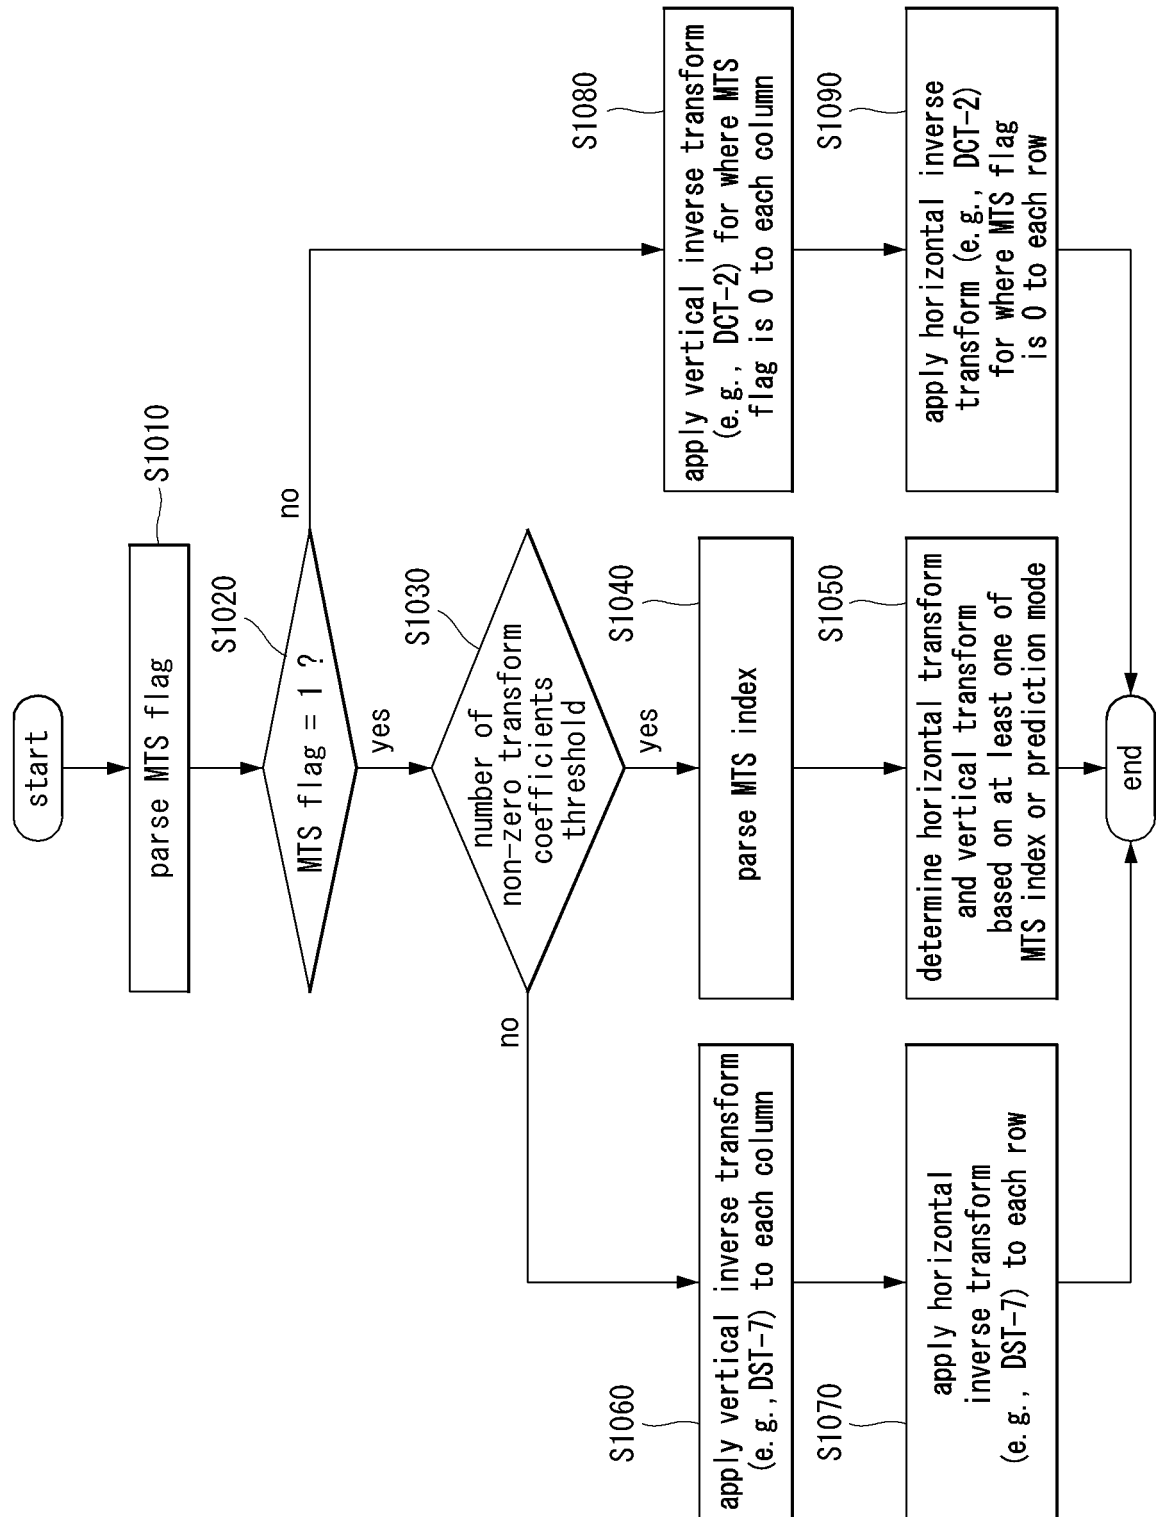 start
parse MTS flag
S1010
MTS flag = 1 ?
S1020
no
yes
number of
non-zero transform
coefficients
threshold
S1030
no
yes
apply vertical inverse transform
(e.g., DST-7) to each column
S1060
parse MTS index
S1040
apply vertical inverse transform
(e.g., DCT-2) for where MTS
flag is 0 to each column
S1080
apply horizontal
inverse transform
(e.g., DST-7) to each row
S1070
determine horizontal transform
and vertical transform
based on at least one of
MTS index or prediction mode
S1050
apply horizontal inverse
transform (e.g., DCT-2)
for where MTS flag
is 0 to each row
S1090
end